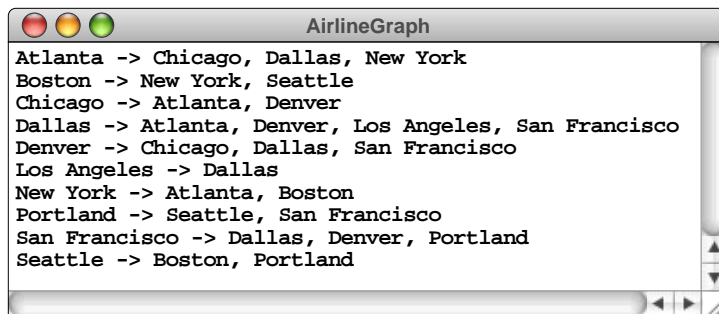 AirlineGraph
Atlanta -> Chicago, Dallas, New York
Boston -> New York, Seattle
Chicago -> Atlanta, Denver
Dallas -> Atlanta, Denver, Los Angeles, San Francisco
Denver -> Chicago, Dallas, San Francisco
Los Angeles -> Dallas
New York -> Atlanta, Boston
Portland -> Seattle, San Francisco
San Francisco -> Dallas, Denver, Portland
Seattle -> Boston, Portland